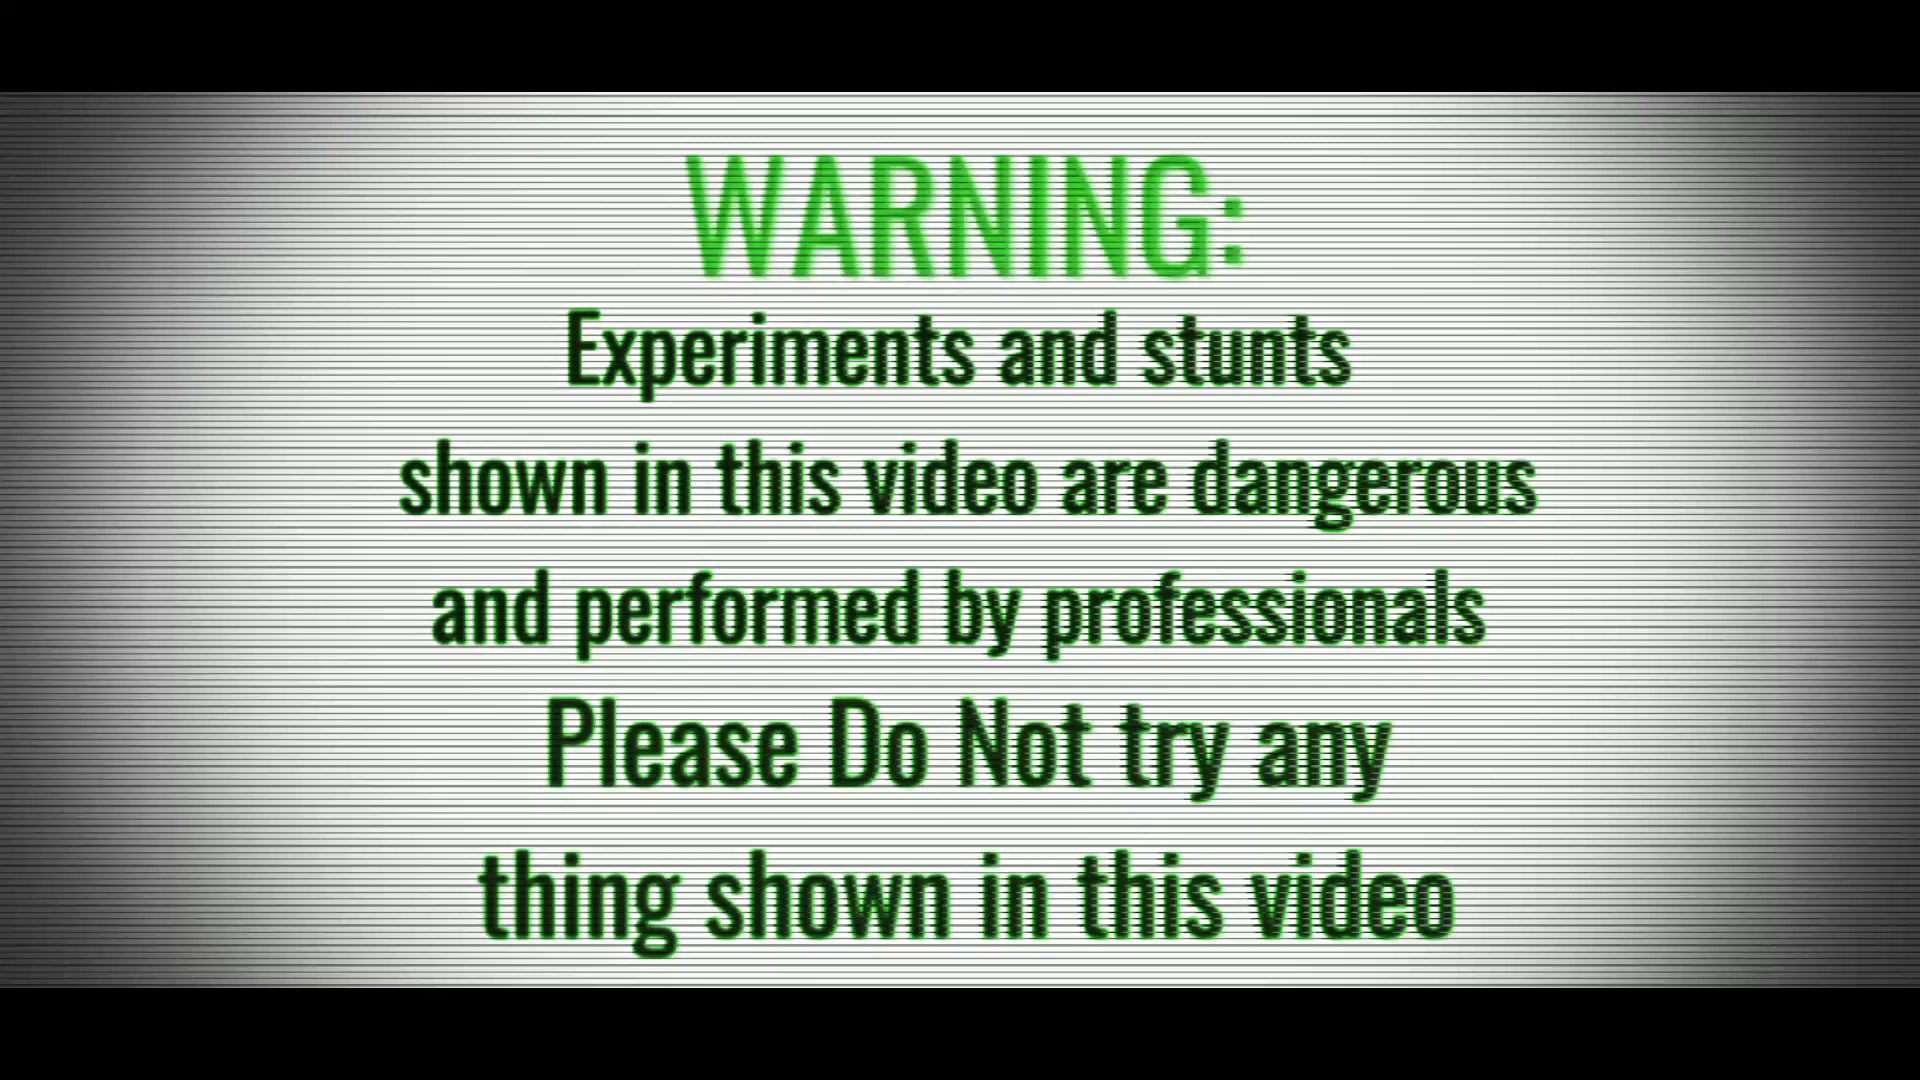 WARNING:
Experiments and stunts
shown in this video are dangerous
and performed by professionals
Please Do Not try any
thing shown in this video